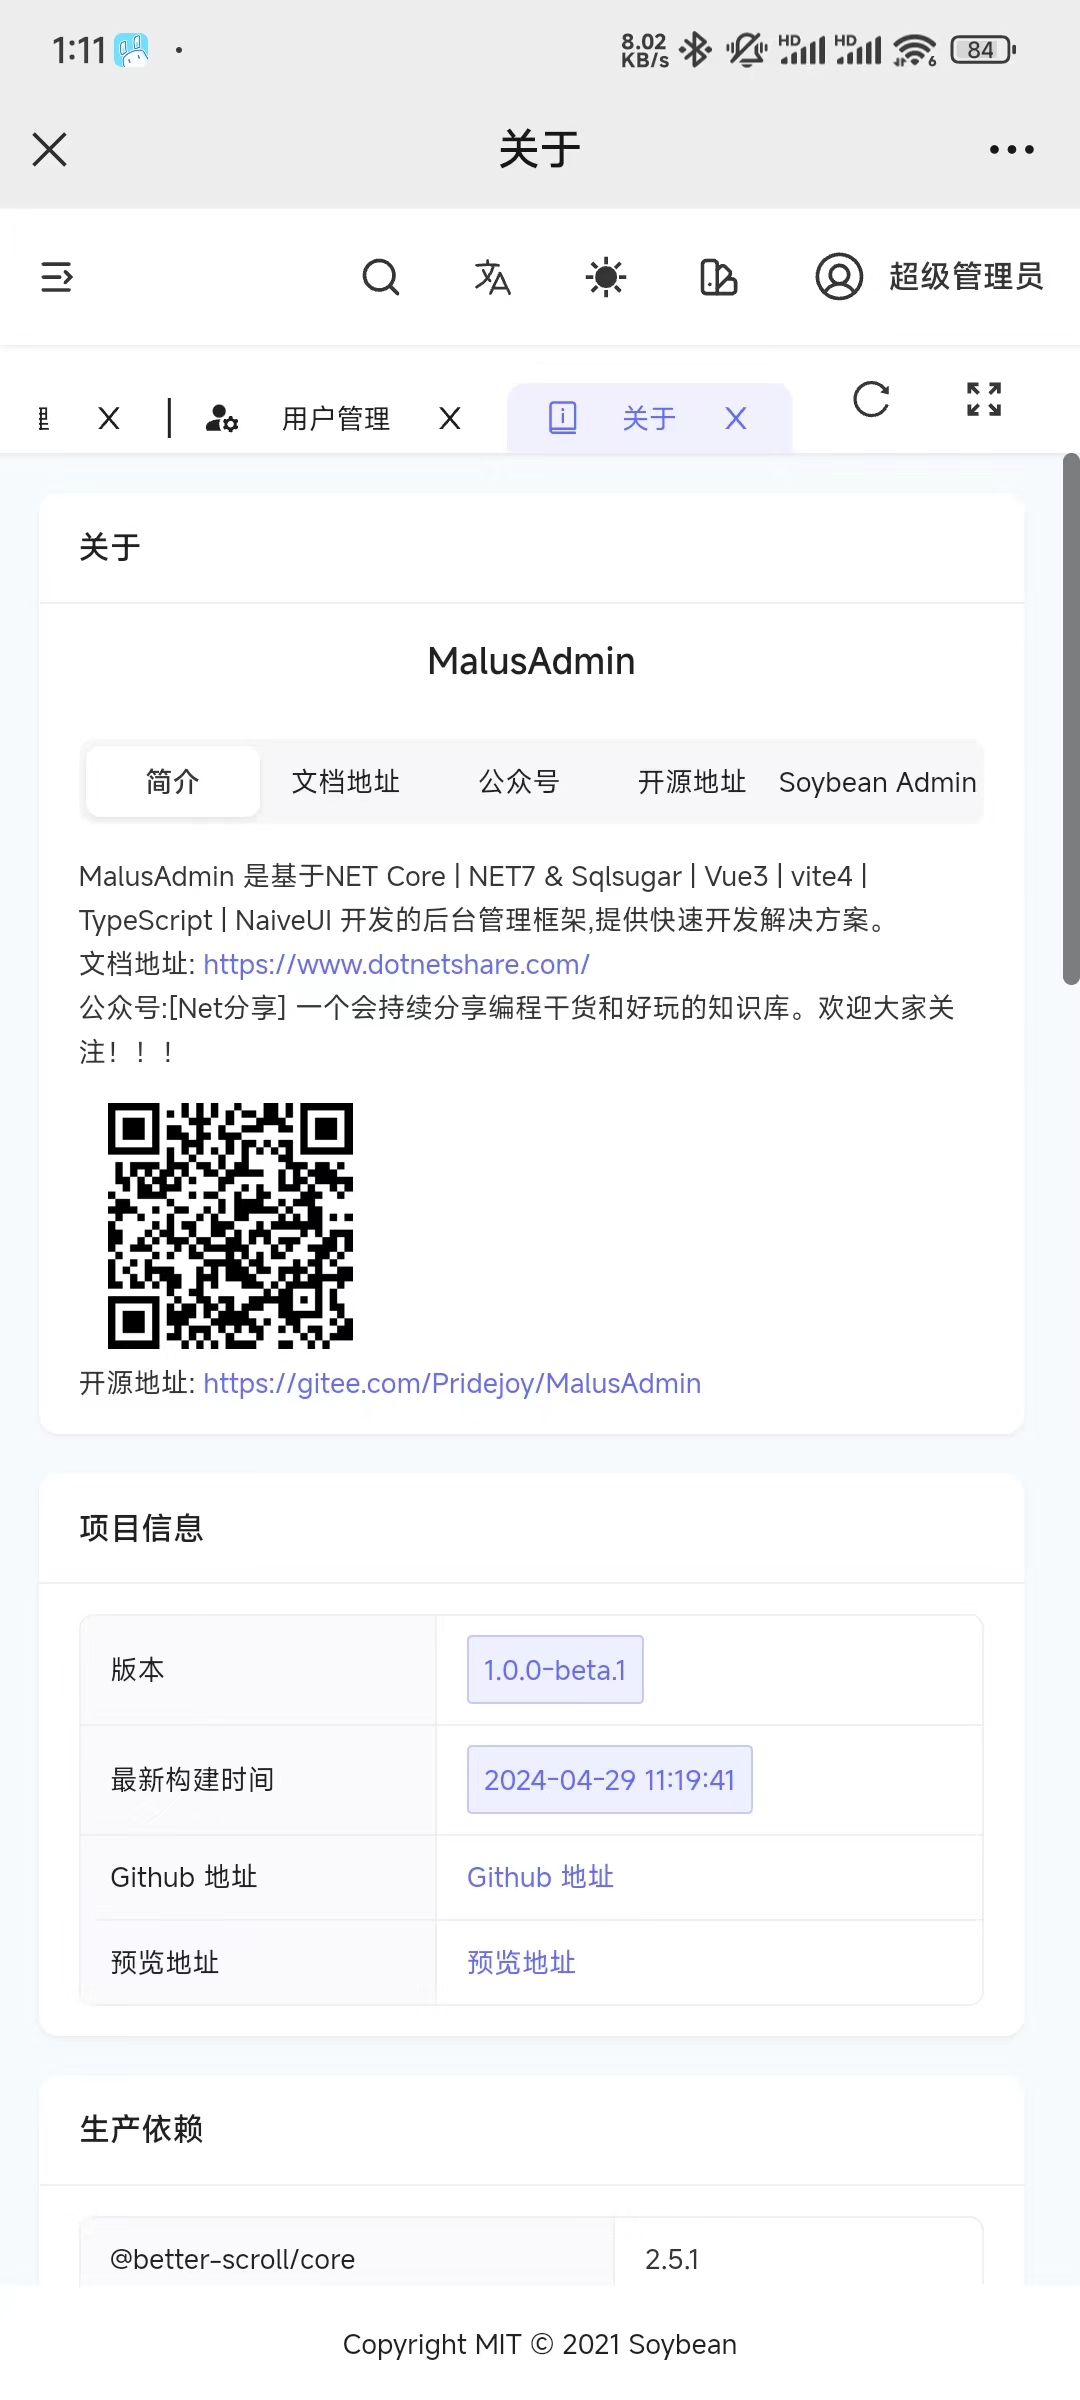 1:11
8.02
KB/s
HD
HD
6
84
关于
超级管理员
用户管理
关于
关于
MalusAdmin
简介 文档地址 公众号 开源地址 Soybean Admin
MalusAdmin 是基于NET Core | NET7 & Sqlsugar | Vue3 | vite4 |
TypeScript | NaiveUI 开发的后台管理框架,提供快速开发解决方案。
文档地址: https://www.dotnetshare.com/
公众号:[Net分享] 一个会持续分享编程干货和好玩的知识库。欢迎大家关
注！！！
开源地址: https://gitee.com/Pridejoy/MalusAdmin
项目信息
版本 1.0.0-beta.1
最新构建时间 2024-04-29 11:19:41
Github 地址 Github 地址
预览地址 预览地址
生产依赖
@better-scroll/core 2.5.1
Copyright MIT © 2021 Soybean